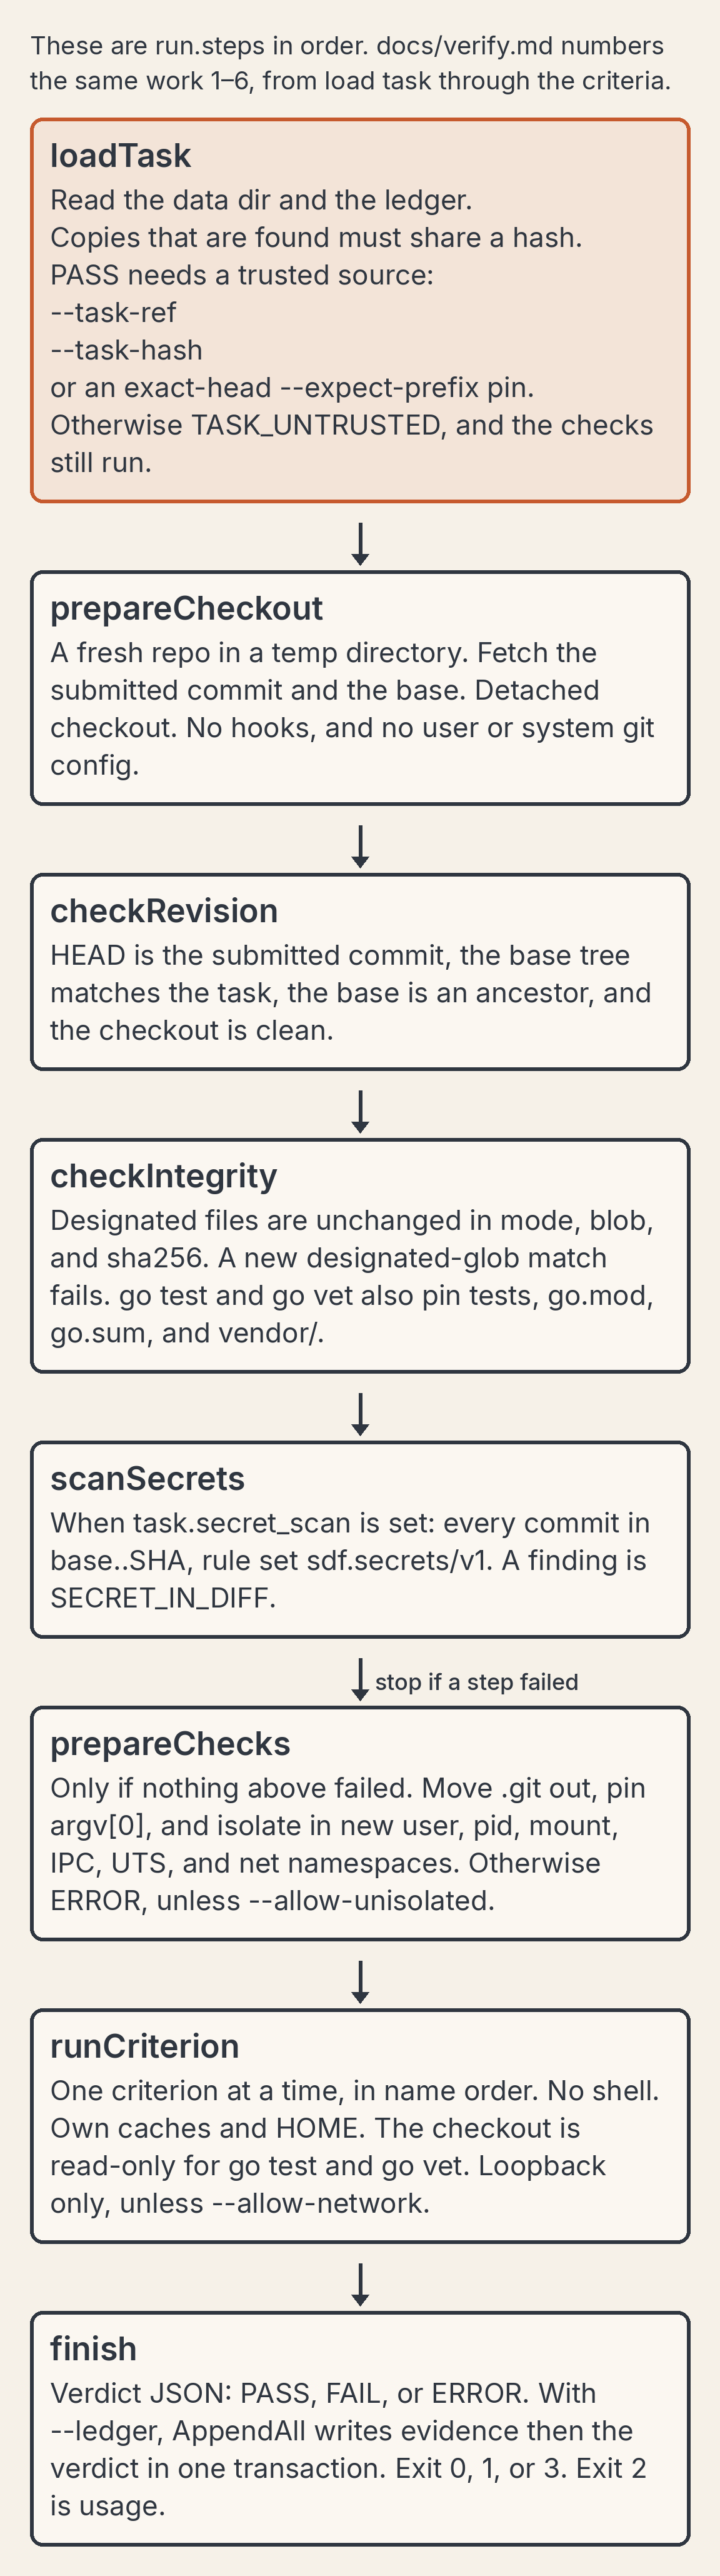 These are run.steps in order. docs/verify.md numbers
the same work 1–6, from load task through the criteria.
loadTask
Read the data dir and the ledger.
Copies that are found must share a hash.
PASS needs a trusted source:
--task-ref
--task-hash
or an exact-head --expect-prefix pin.
Otherwise TASK_UNTRUSTED, and the checks
still run.
prepareCheckout
A fresh repo in a temp directory. Fetch the
submitted commit and the base. Detached
checkout. No hooks, and no user or system git
config.
checkRevision
HEAD is the submitted commit, the base tree
matches the task, the base is an ancestor, and
the checkout is clean.
checkIntegrity
Designated files are unchanged in mode, blob,
and sha256. A new designated-glob match
fails. go test and go vet also pin tests, go.mod,
go.sum, and vendor/.
scanSecrets
When task.secret_scan is set: every commit in
base..SHA, rule set sdf.secrets/v1. A finding is
SECRET_IN_DIFF.
stop if a step failed
prepareChecks
Only if nothing above failed. Move .git out, pin
argv[0], and isolate in new user, pid, mount,
IPC, UTS, and net namespaces. Otherwise
ERROR, unless --allow-unisolated.
runCriterion
One criterion at a time, in name order. No shell.
Own caches and HOME. The checkout is
read-only for go test and go vet. Loopback
only, unless --allow-network.
finish
Verdict JSON: PASS, FAIL, or ERROR. With
--ledger, AppendAll writes evidence then the
verdict in one transaction. Exit 0, 1, or 3. Exit 2
is usage.